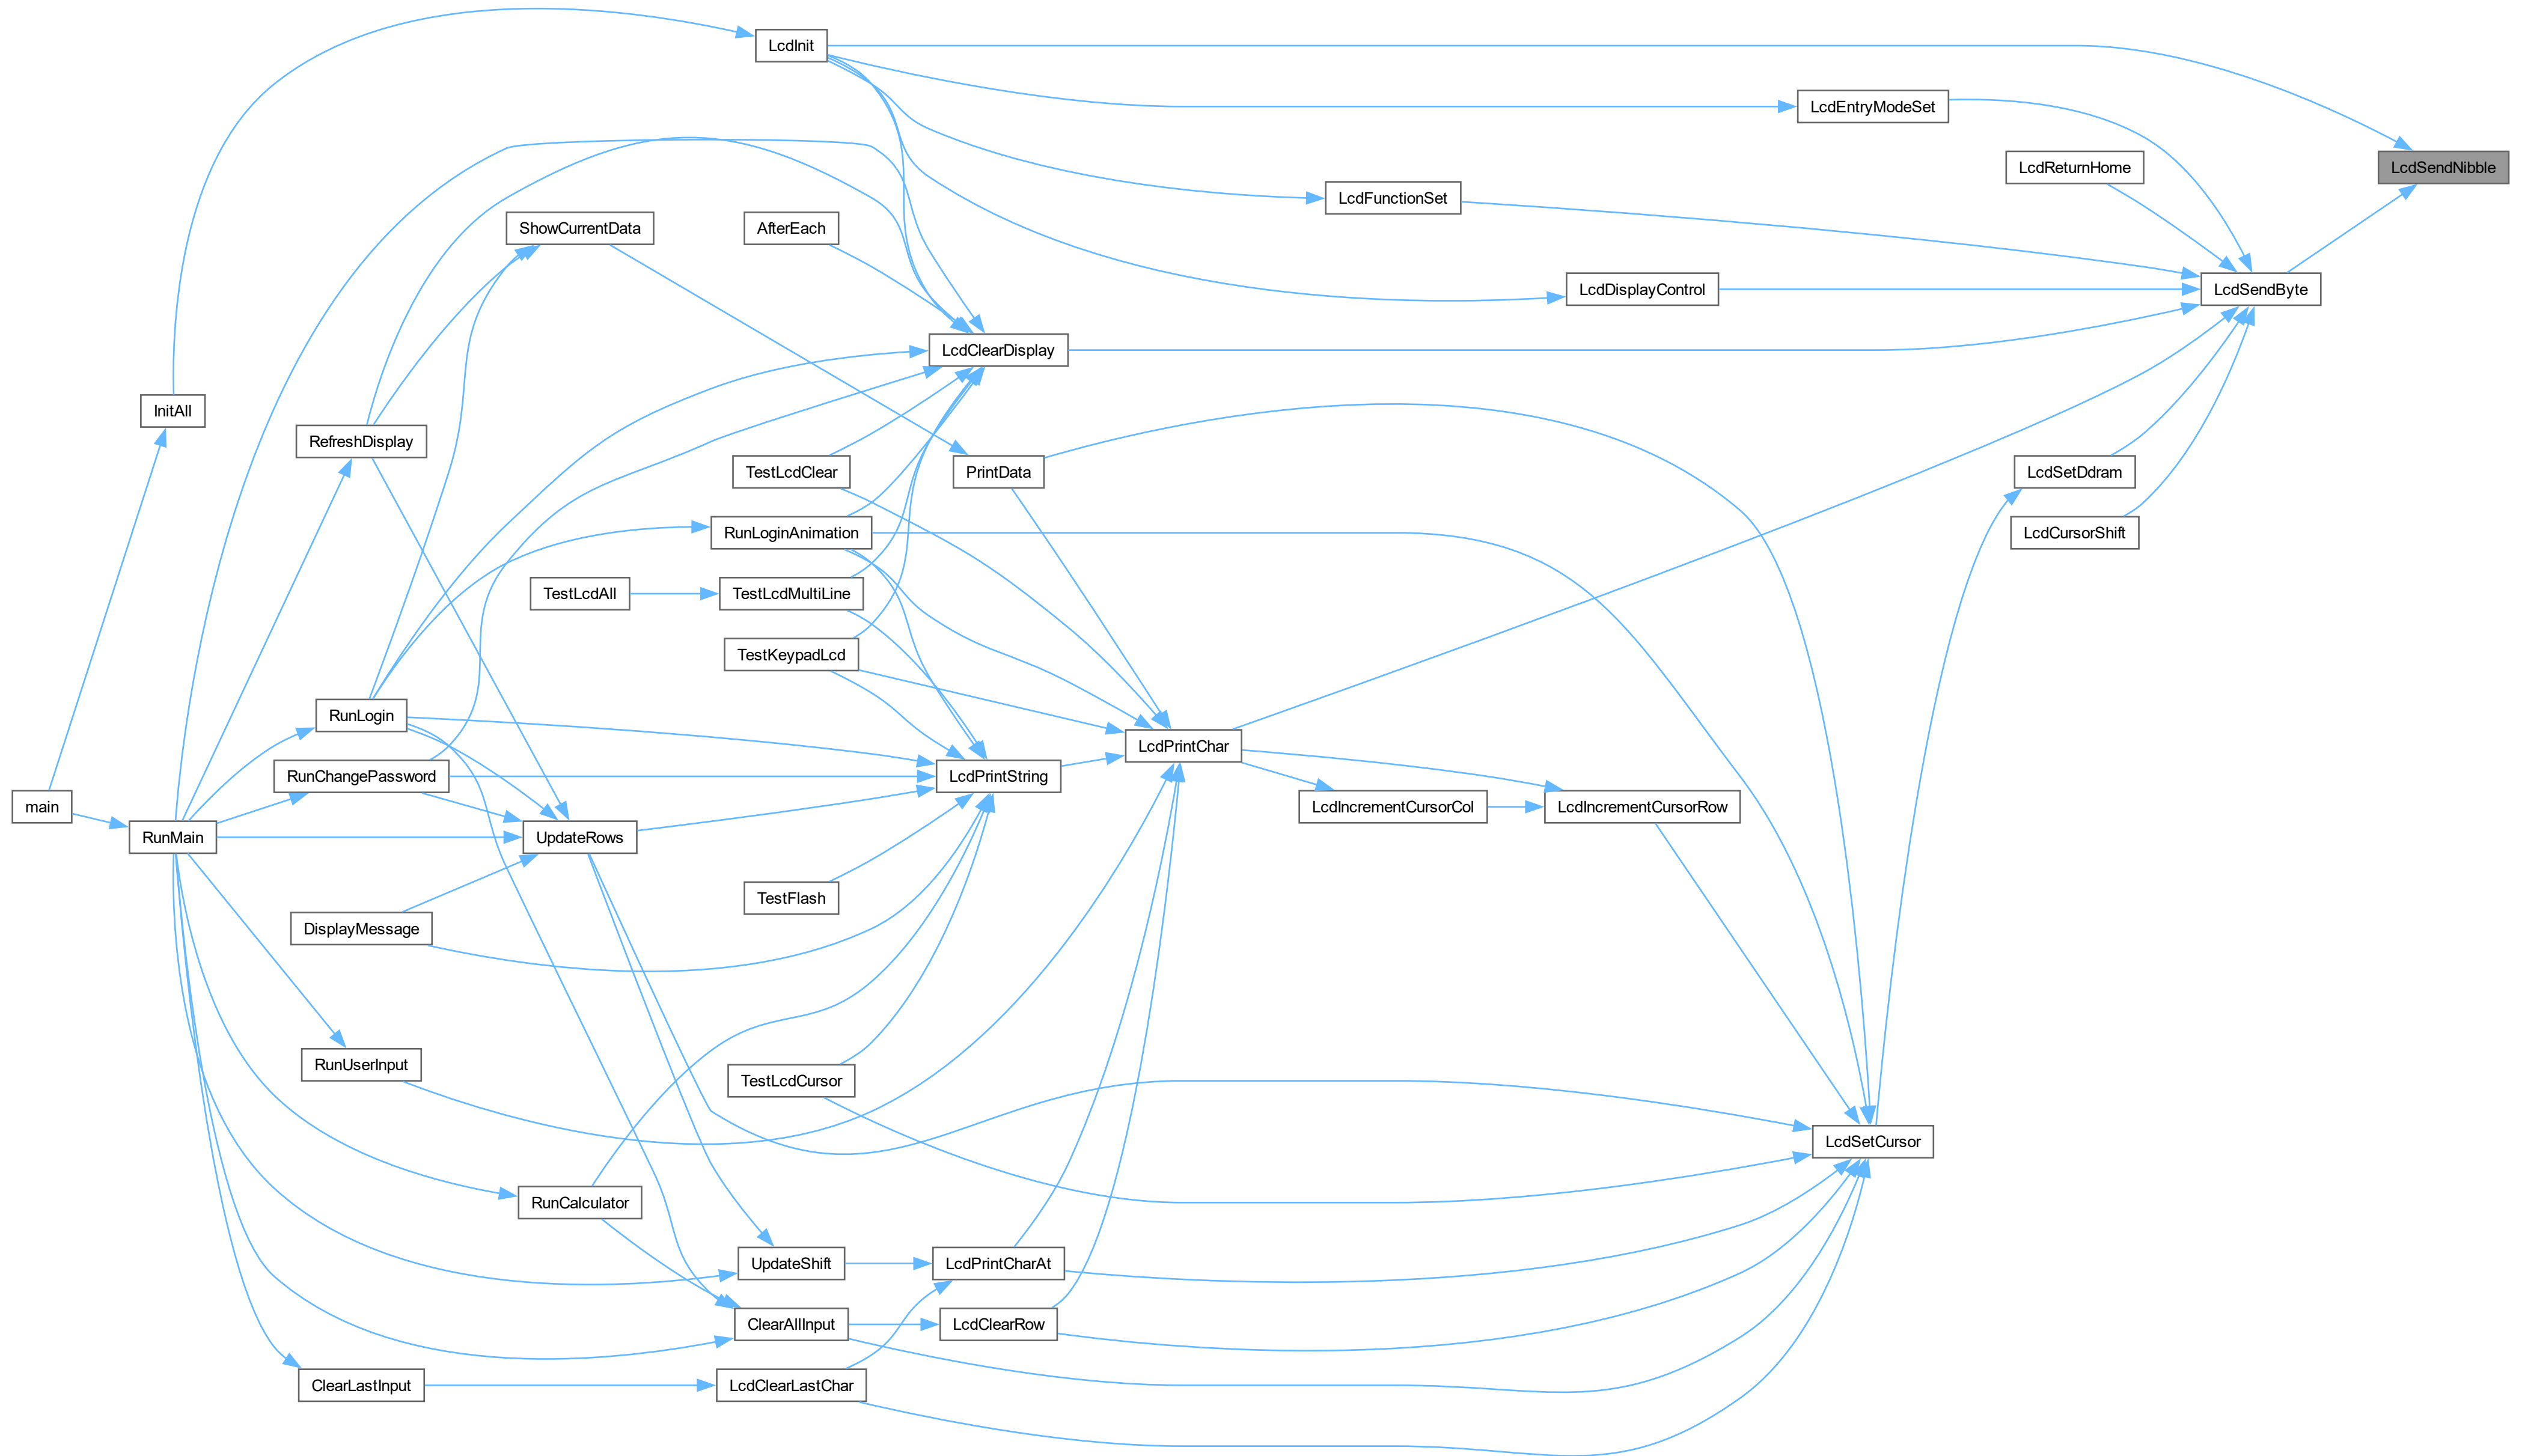 LcdInit
LcdEntryModeSet
LcdReturnHome
LcdSendNibble
LcdFunctionSet
ShowCurrentData
AfterEach
LcdDisplayControl
LcdSendByte
LcdClearDisplay
InitAll
RefreshDisplay
TestLcdClear
PrintData
LcdSetDdram
RunLoginAnimation
LcdCursorShift
TestLcdAll
TestLcdMultiLine
TestKeypadLcd
RunLogin
LcdPrintChar
RunChangePassword
LcdPrintString
main
LcdIncrementCursorCol
LcdIncrementCursorRow
RunMain
UpdateRows
TestFlash
DisplayMessage
RunUserInput
TestLcdCursor
LcdSetCursor
RunCalculator
UpdateShift
LcdPrintCharAt
ClearAllInput
LcdClearRow
ClearLastInput
LcdClearLastChar